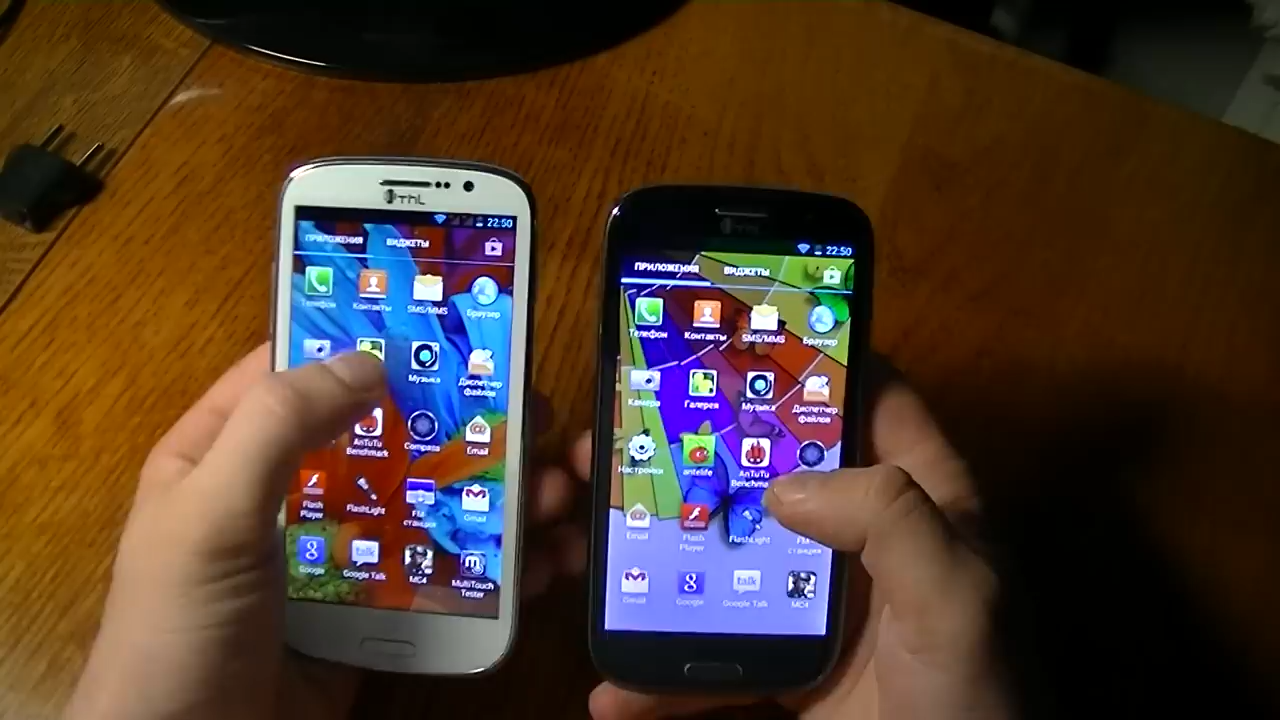 THL
22:50
ПРИЛОЖЕНИЯ ВИДЖЕТЫ
Телефон Контакты SMS/MMS Браузер
Музыка Диспетчер файлов
AnTuTu Benchmark Compass Email
Flash Player FlashLight FM станция Gmail
Google Google Talk MC4 MultiTouch Tester
22:50
ПРИЛОЖЕНИЯ ВИДЖЕТЫ
Телефон Контакты SMS/MMS Браузер
Камера Галерея Музыка Диспетчер файлов
Настройки antelife AnTuTu
Email Flash Player FlashLight FM станция
Gmail Google Google Talk MC4